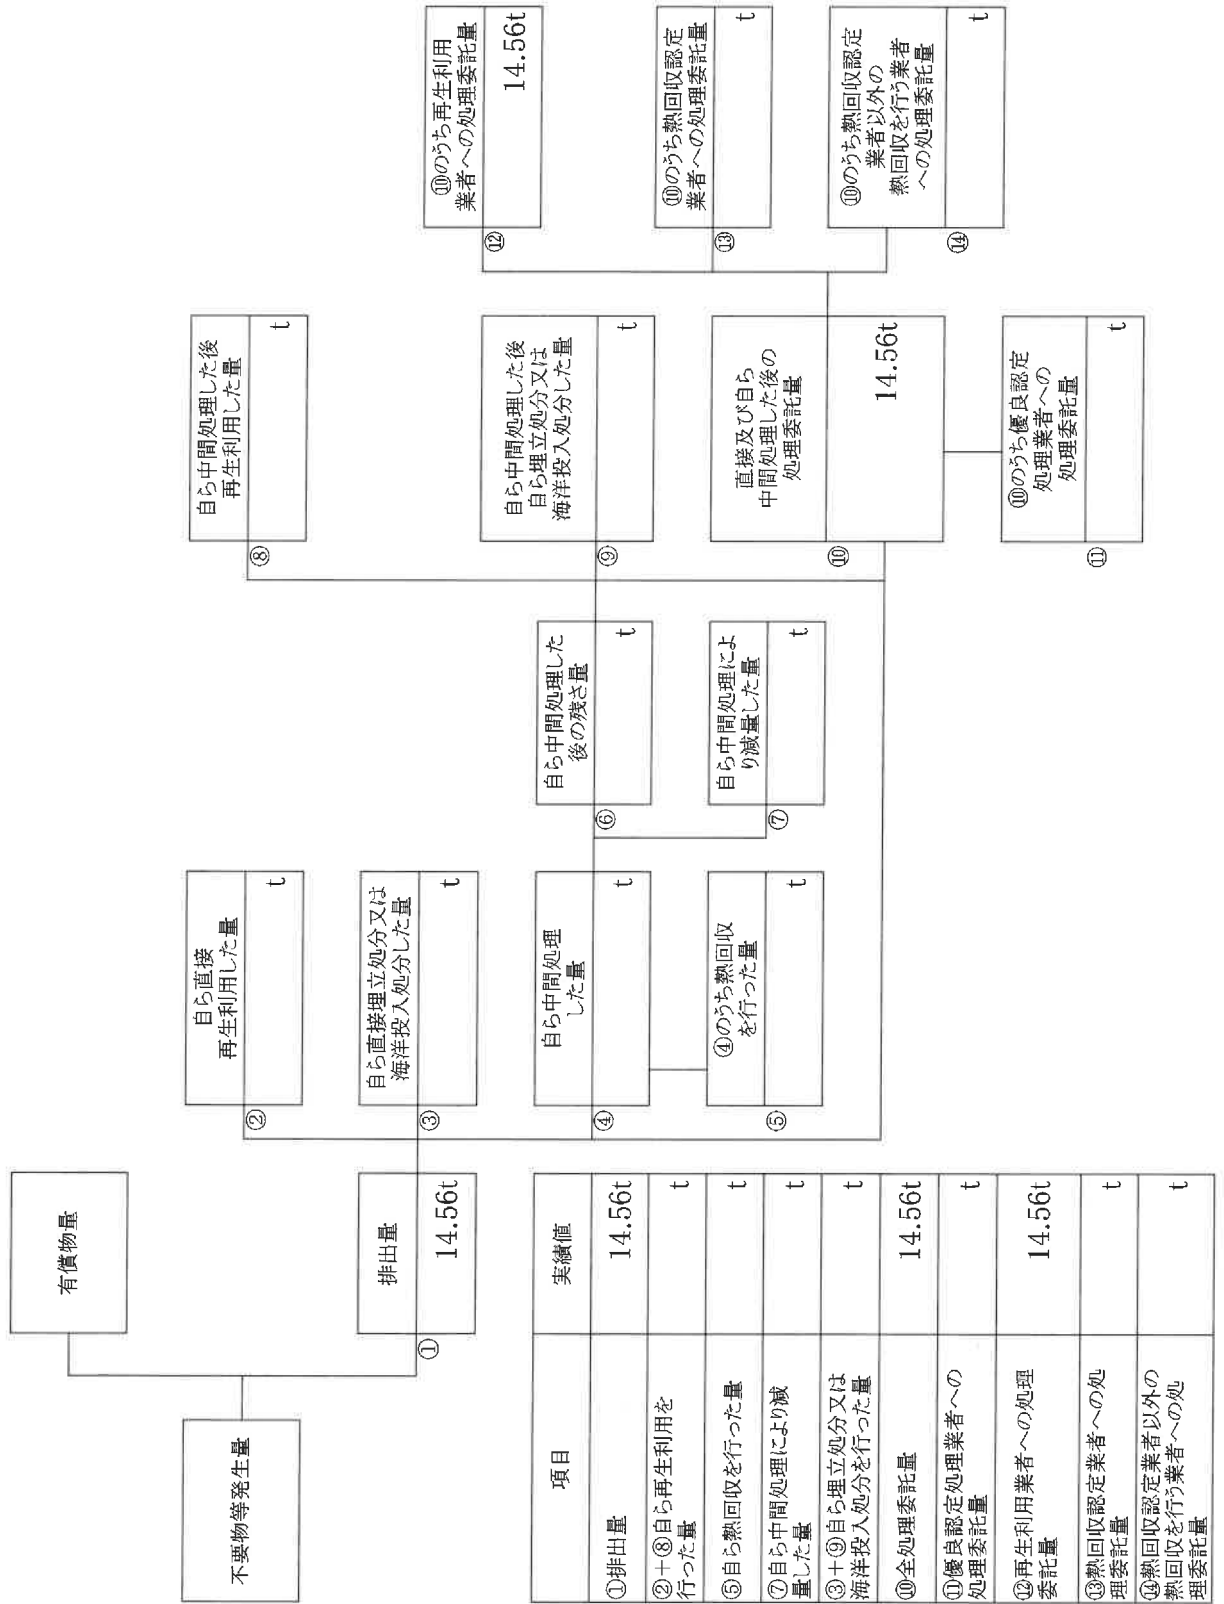 不要物等発生量
有償物量
①
排出量
14.56t
②
自ら直接
再生利用した量
t
③
自ら直接埋立処分又は
海洋投入処分した量
t
④
自ら中間処理
した量
t
⑤
④のうち熱回収
を行った量
t
⑥
自ら中間処理した
後の残さ量
t
⑦
自ら中間処理によ
り減量した量
t
⑧
自ら中間処理した後
再生利用した量
t
⑨
自ら中間処理した後
自ら埋立処分又は
海洋投入処分した量
t
⑩
直接及び自ら
中間処理した後の
処理委託量
14.56t
⑪
⑩のうち優良認定
処理業者への
処理委託量
t
⑫
⑩のうち再生利用
業者への処理委託量
14.56t
⑬
⑩のうち熱回収認定
業者への処理委託量
t
⑭
⑩のうち熱回収認定
業者以外の
熱回収を行う業者
への処理委託量
t
項目
実績値
①排出量
14.56t
②+⑧自ら再生利用を
行った量
t
⑤自ら熱回収を行った量
t
⑦自ら中間処理により減
量した量
t
③+⑨自ら埋立処分又は
海洋投入処分を行った量
t
⑩全処理委託量
14.56t
⑪優良認定処理業者への
処理委託量
t
⑫再生利用業者への処理
委託量
14.56t
⑬熱回収認定業者への処
理委託量
t
⑭熱回収認定業者以外の
熱回収を行う業者への処
理委託量
t